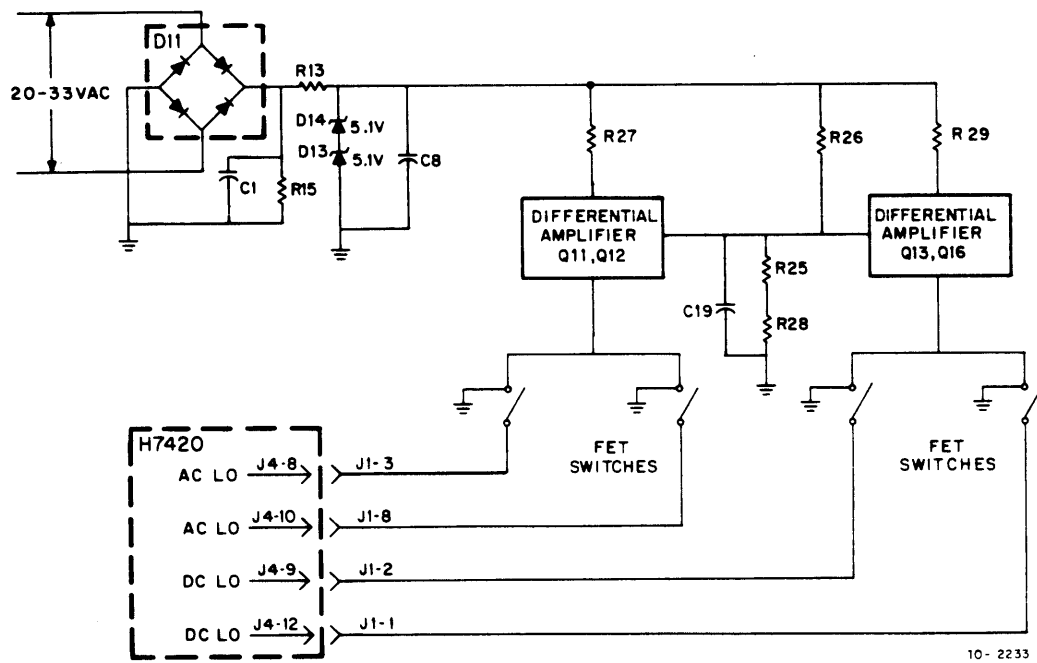 D11
20-33VAC
R13
D14
5.1V
D13
5.1V
C8
C1
R15
R27
R26
R29
DIFFERENTIAL
AMPLIFIER
Q11,Q12
DIFFERENTIAL
AMPLIFIER
Q13,Q16
R25
C19
R28
FET
SWITCHES
FET
SWITCHES
H7420
AC LO J4-8 J1-3
AC LO J4-10 J1-8
DC LO J4-9 J1-2
DC LO J4-12 J1-1
10-2233